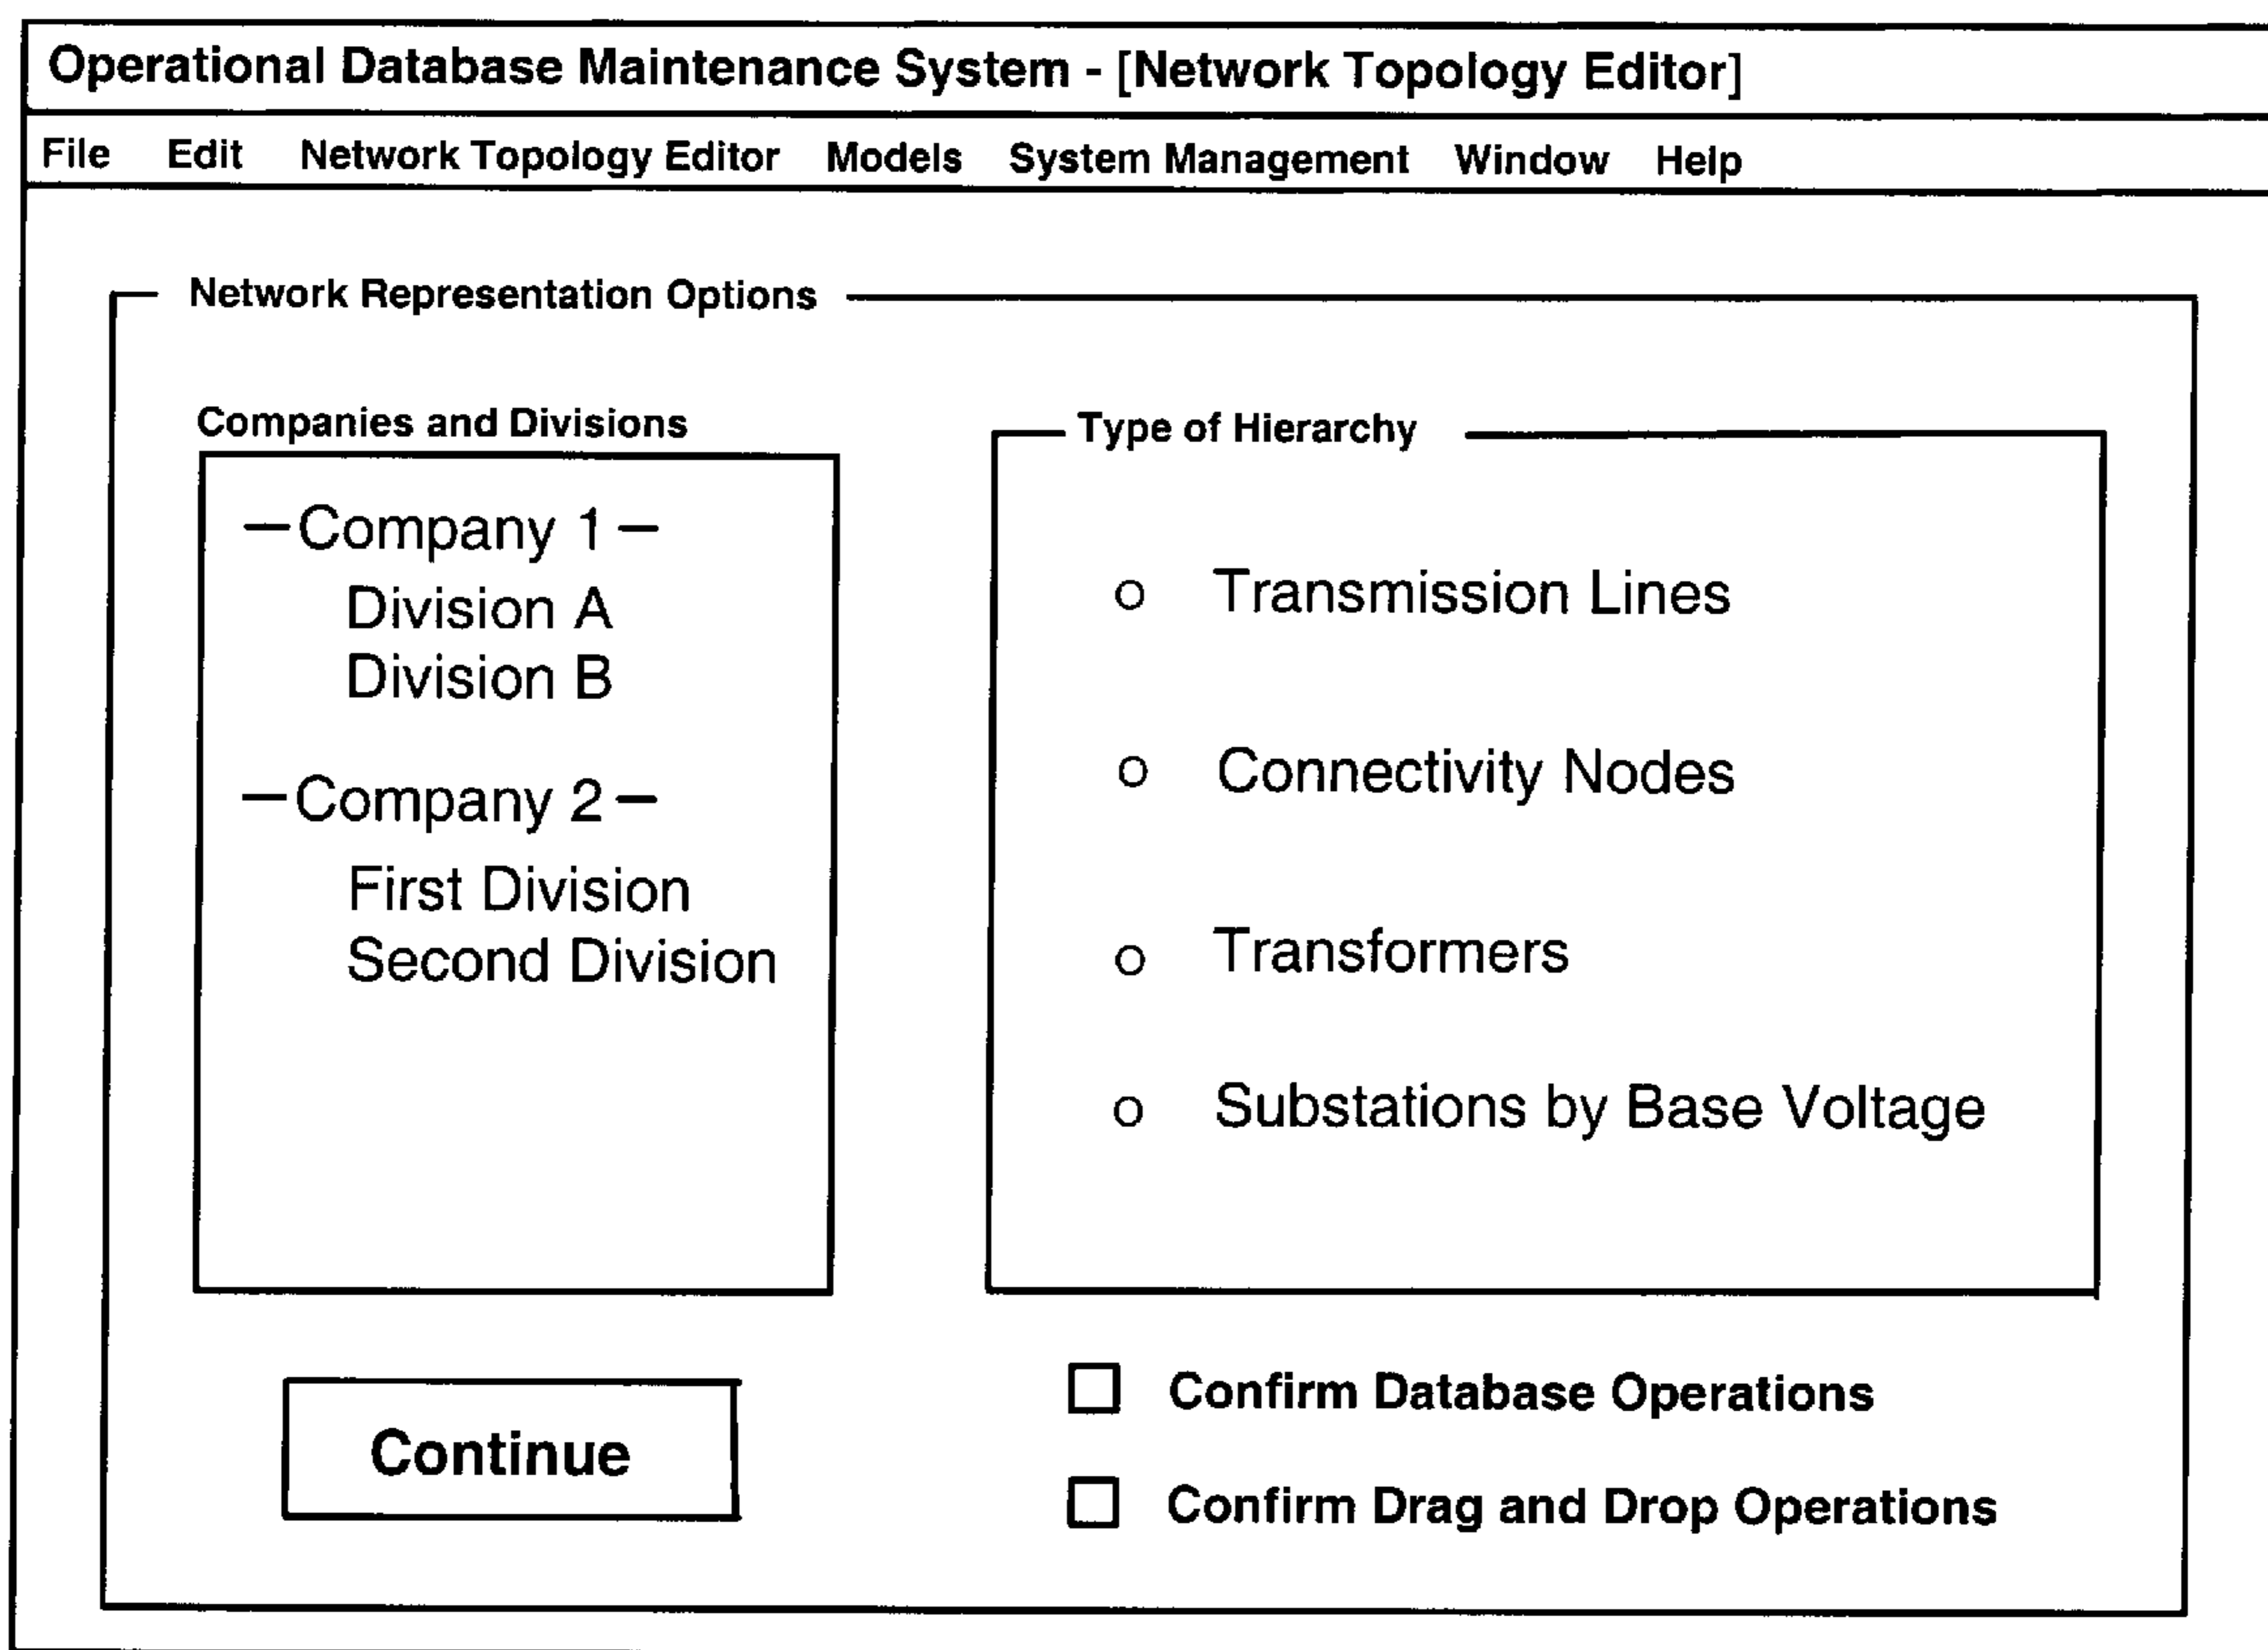 Operational Database Maintenance System - [Network Topology Editor]
File Edit Network Topology Editor Models System Management Window Help
Network Representation Options
Companies and Divisions
—Company 1—
Division A
Division B
—Company 2—
First Division
Second Division
Type of Hierarchy
Transmission Lines
Connectivity Nodes
Transformers
Substations by Base Voltage
Continue
Confirm Database Operations
Confirm Drag and Drop Operations